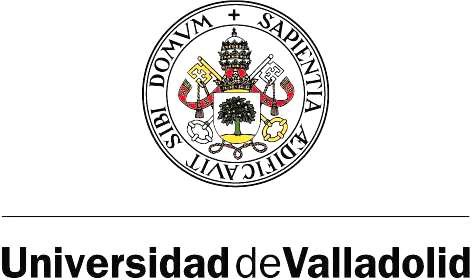 SAPIENTIA ÆDIFICAVIT SIBI DOMVM +
Universidad de Valladolid